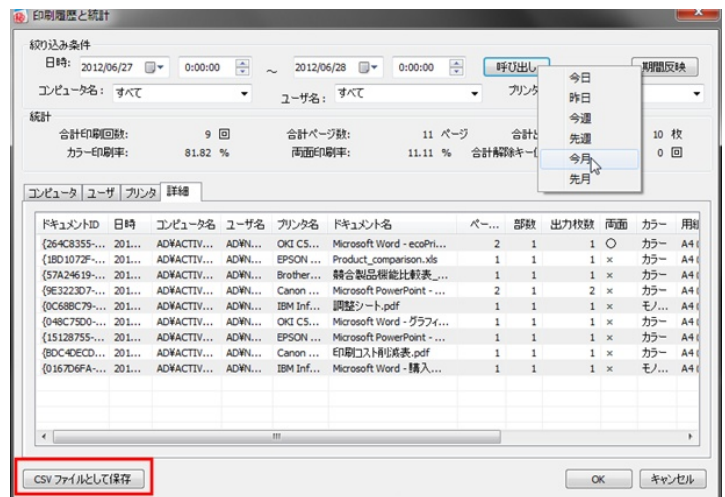 印刷履歴と統計
絞り込み条件
日時: 2012/06/27 0:00:00 ~ 2012/06/28 0:00:00 呼び出し 期間反映
コンピュータ名: すべて ユーザ名: すべて プリンタ
今日
昨日
今週
先週
今月
先月
統計
合計印刷回数: 9 回 合計ページ数: 11 ページ 合計出 10 枚
カラー印刷率: 81.82 % 両面印刷率: 11.11 % 合計解除キー 0 回
コンピュータ ユーザ プリンタ 詳細
ドキュメントID 日時 コンピュータ名 ユーザ名 プリンタ名 ドキュメント名 ペー... 部数 出力枚数 両面 カラー 用紙
{264C8355-... 201... AD¥ACTIV... AD¥N... OKI C5... Microsoft Word - ecoPri... 2 1 1 ○ カラー A4
{1BD1072F-... 201... AD¥ACTIV... AD¥N... EPSON ... Product_comparison.xls 1 1 1 × カラー A4
{57A24619-... 201... AD¥ACTIV... AD¥N... Brother... 競合製品機能比較表_... 1 1 1 × カラー A4
{9E3223D7-... 201... AD¥ACTIV... AD¥N... Canon ... Microsoft PowerPoint - ... 2 1 2 × カラー A4
{0C68BC79-... 201... AD¥ACTIV... AD¥N... IBM Inf... 調整シート.pdf 1 1 1 × モノ... A4
{048C75D0-... 201... AD¥ACTIV... AD¥N... OKI C5... Microsoft Word - グラフィ... 1 1 1 × カラー A4
{15128755-... 201... AD¥ACTIV... AD¥N... EPSON ... Microsoft PowerPoint - ... 1 1 1 × カラー A4
{BDC4DECD... 201... AD¥ACTIV... AD¥N... Canon ... 印刷コスト削減表.pdf 1 1 1 × カラー A4
{0167D6FA-... 201... AD¥ACTIV... AD¥N... IBM Inf... Microsoft Word - 購入... 1 1 1 × モノ... A4
CSV ファイルとして保存 OK キャンセル